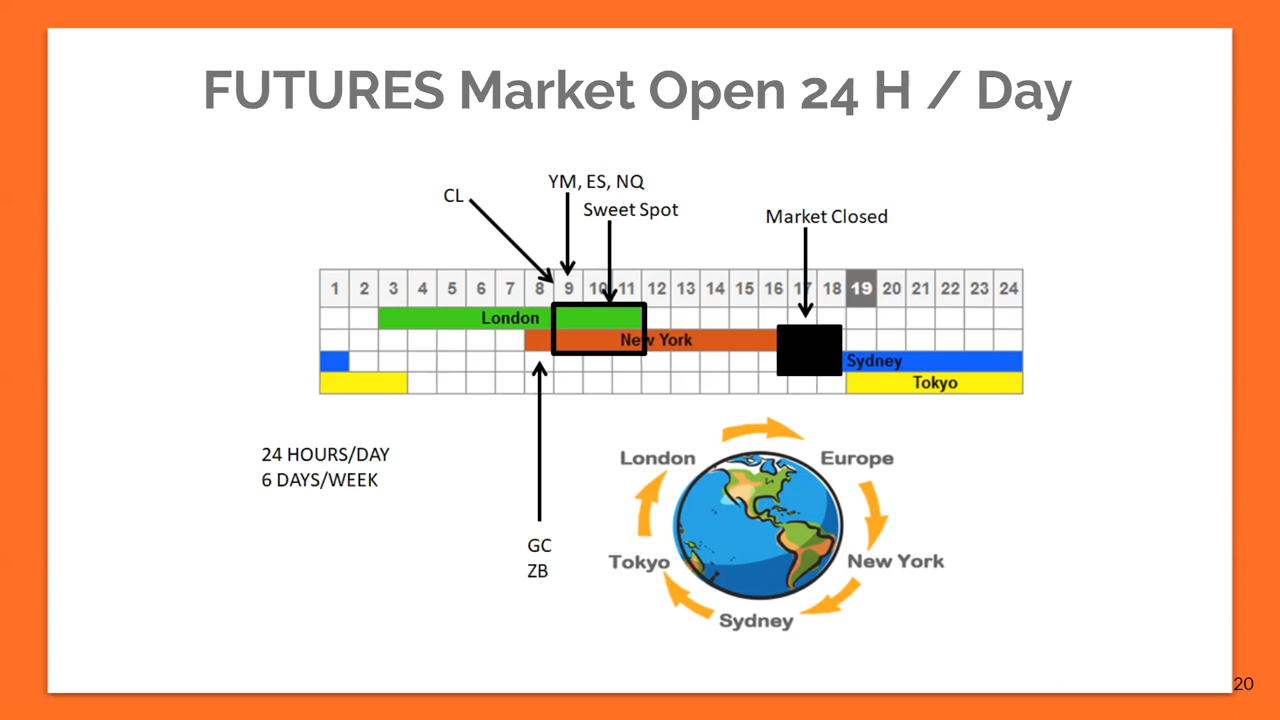 FUTURES Market Open 24 H / Day
CL
YM, ES, NQ
Sweet Spot
Market Closed
1 2 3 4 5 6 7 8 9 10 11 12 13 14 15 16 17 18 19 20 21 22 23 24
London
New York
Sydney
Tokyo
24 HOURS/DAY
6 DAYS/WEEK
GC
ZB
London
Europe
Tokyo
New York
Sydney
20